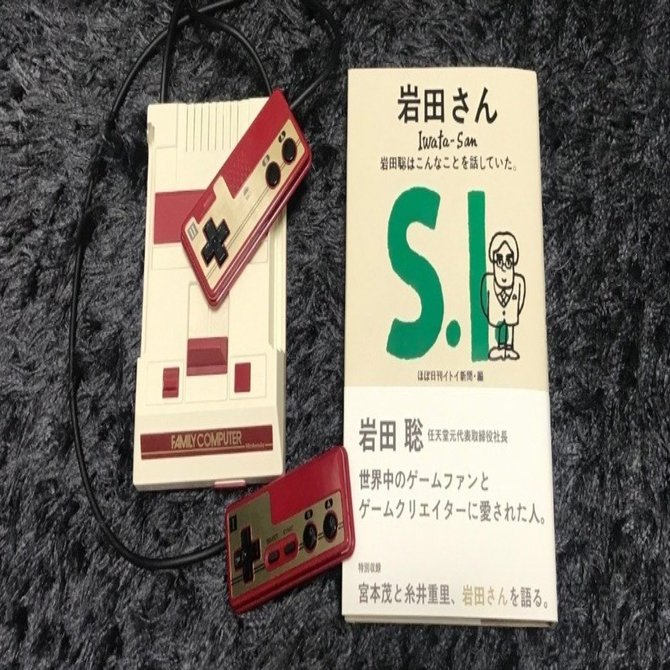 岩田さん
Iwata-San
岩田聡はこんなことを話していた。
S.I
ほぼ日刊イトイ新聞・編
岩田 聡 任天堂元代表取締役社長
世界中のゲームファンと
ゲームクリエイターに愛された人。
特別収録
宮本茂と糸井重里、岩田さんを語る。
FAMILY COMPUTER
Nintendo
II
B A
I
START
B A